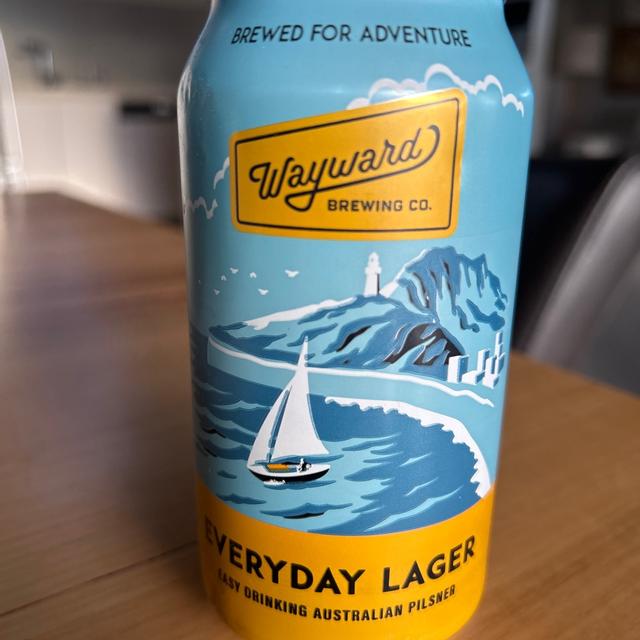 BREWED FOR ADVENTURE
Wayward
BREWING CO.
EVERYDAY LAGER
EASY DRINKING AUSTRALIAN PILSNER